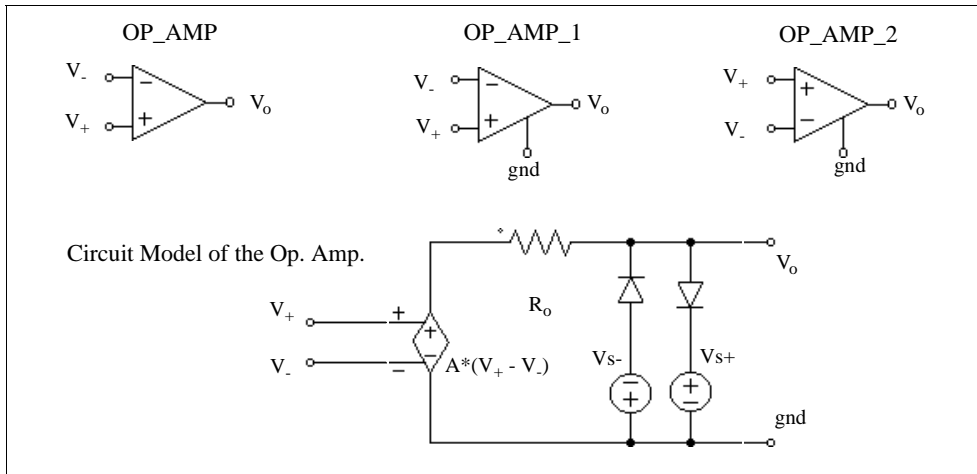 OP_AMP
OP_AMP_1
OP_AMP_2
V-
V+
Vo
V-
V+
Vo
gnd
V+
V-
Vo
gnd
Circuit Model of the Op. Amp.
V+
V-
A*(V+ - V-)
Ro
Vs-
Vs+
Vo
gnd